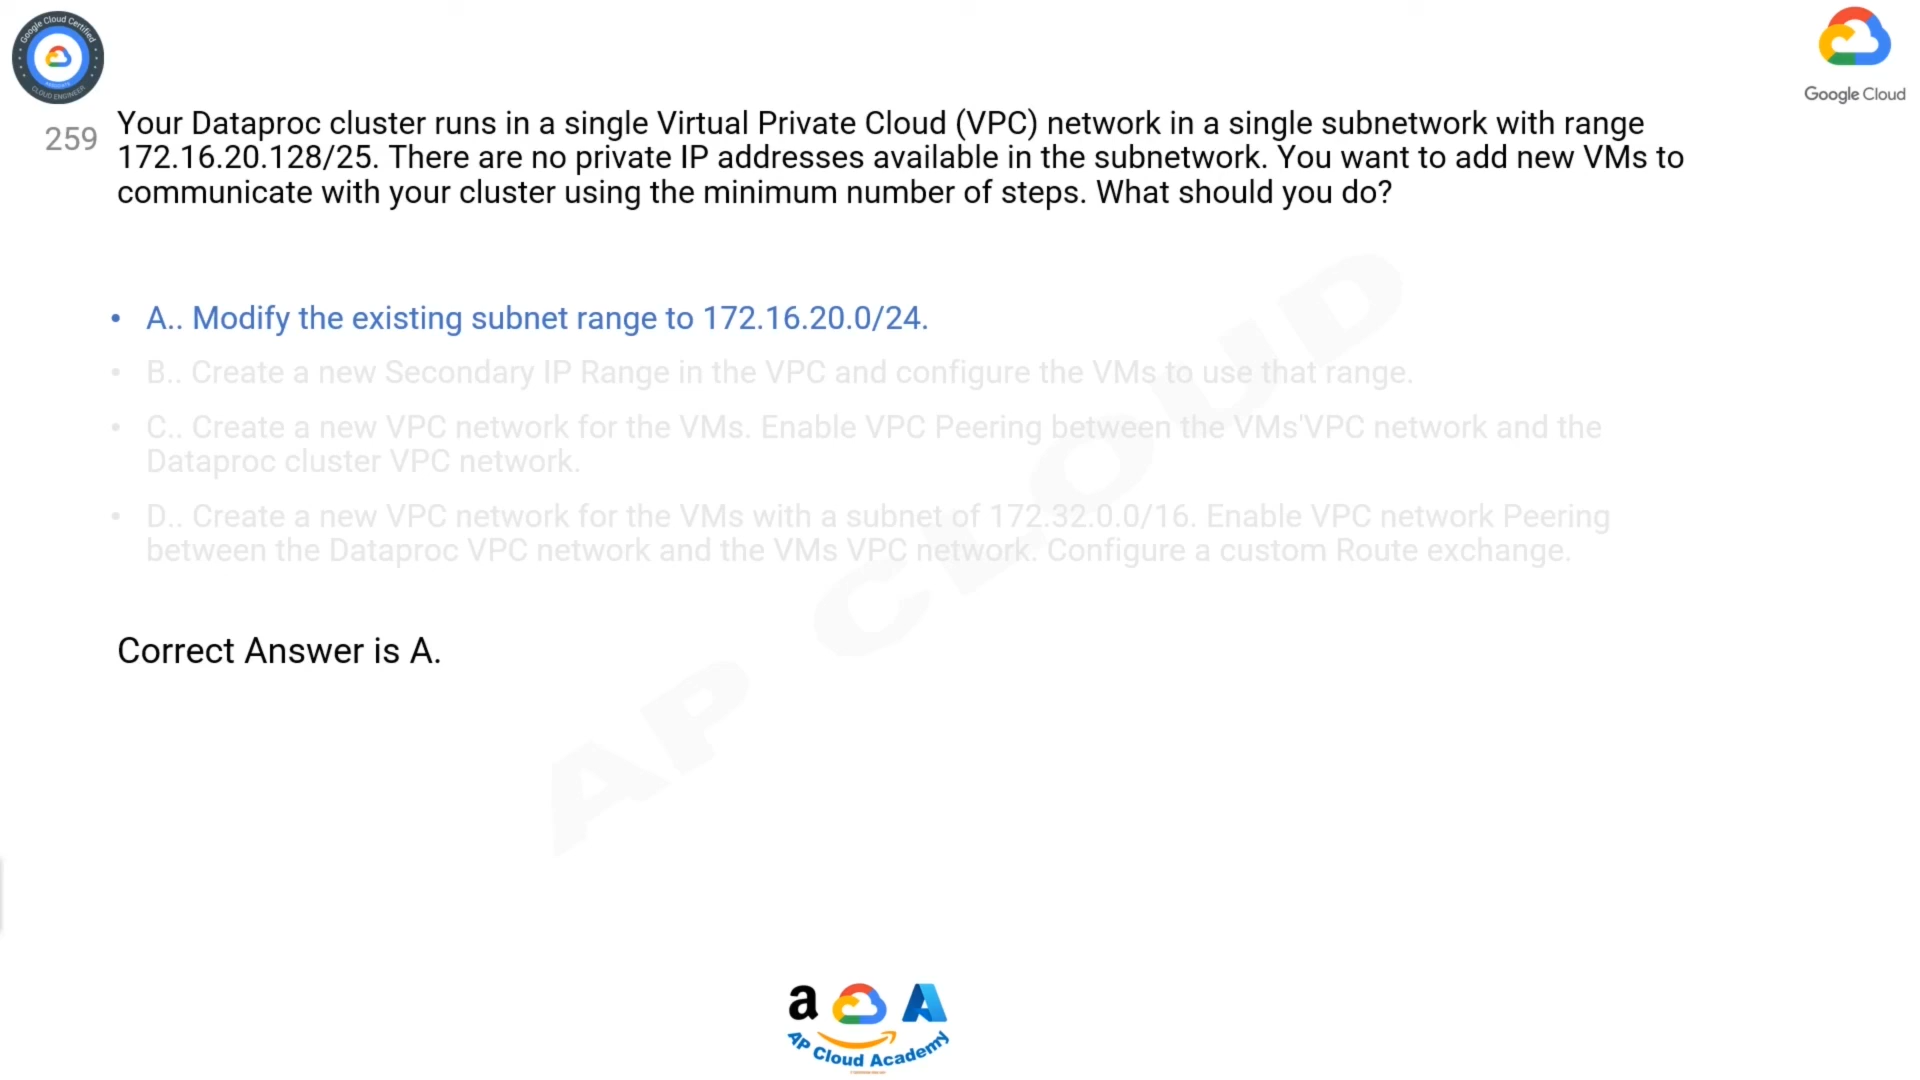 Google Cloud Certified
CLOUD ENGINEER
Google Cloud
259
Your Dataproc cluster runs in a single Virtual Private Cloud (VPC) network in a single subnetwork with range
172.16.20.128/25. There are no private IP addresses available in the subnetwork. You want to add new VMs to
communicate with your cluster using the minimum number of steps. What should you do?
• A.. Modify the existing subnet range to 172.16.20.0/24.
• B.. Create a new Secondary IP Range in the VPC and configure the VMs to use that range.
• C.. Create a new VPC network for the VMs. Enable VPC Peering between the VMs'VPC network and the
Dataproc cluster VPC network.
• D.. Create a new VPC network for the VMs with a subnet of 172.32.0.0/16. Enable VPC network Peering
between the Dataproc VPC network and the VMs VPC network. Configure a custom Route exchange.
Correct Answer is A.
AP CLOUD
a
AP Cloud Academy